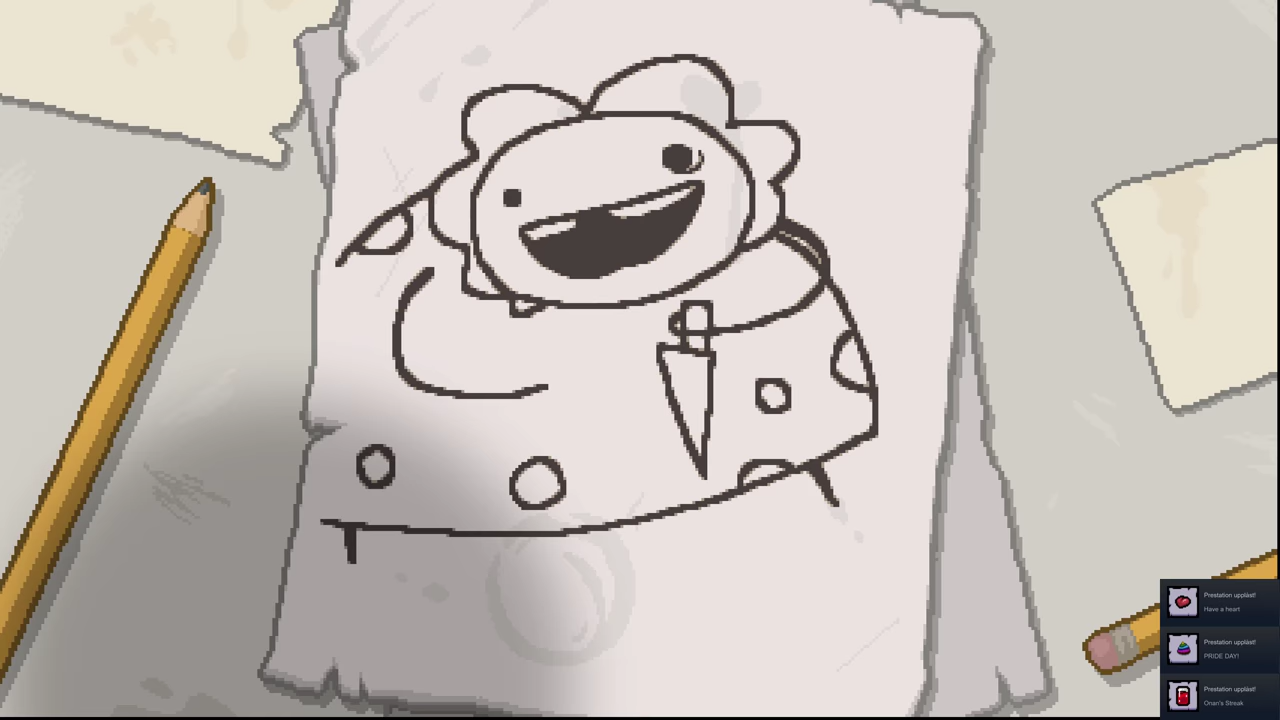 Prestation upplåst!
Have a heart
Prestation upplåst!
PRIDE DAY!
Prestation upplåst!
Onan's Streak